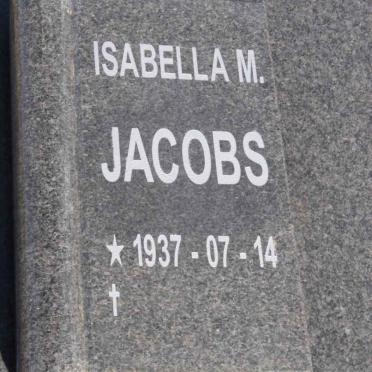 ISABELLA M.
JACOBS
★ 1937 - 07 - 14
✝